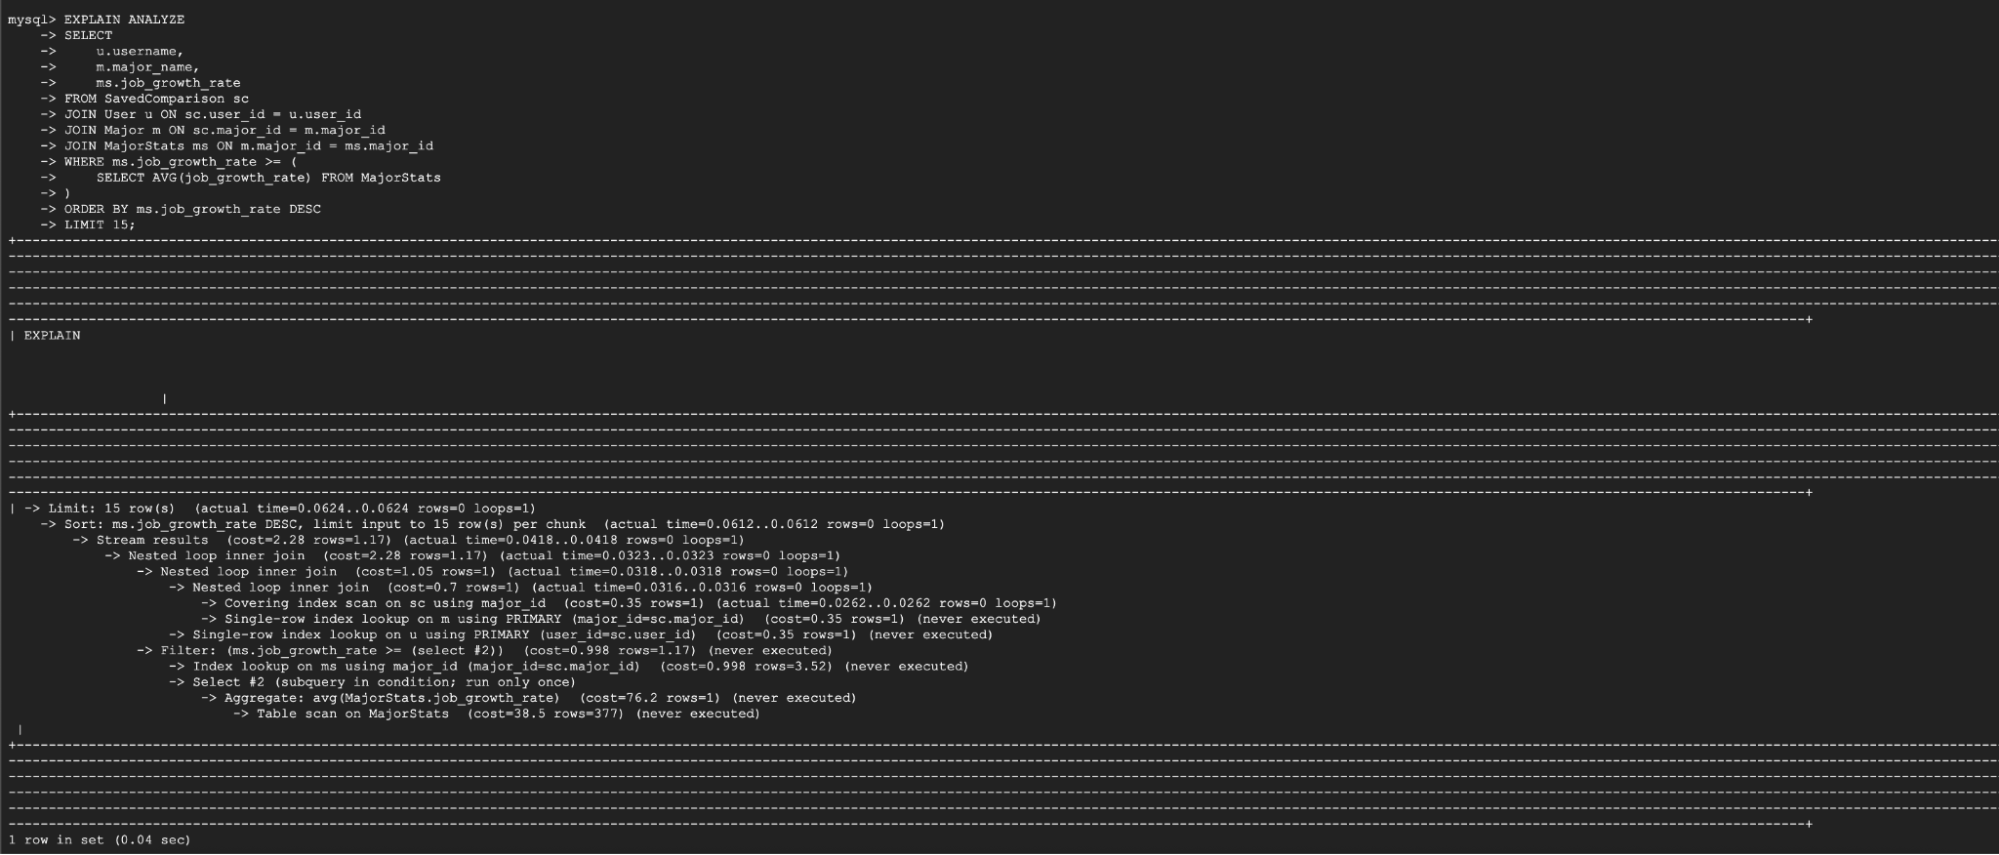 mysql> EXPLAIN ANALYZE
    -> SELECT
    ->     u.username,
    ->     m.major_name,
    ->     ms.job_growth_rate
    -> FROM SavedComparison sc
    -> JOIN User u ON sc.user_id = u.user_id
    -> JOIN Major m ON sc.major_id = m.major_id
    -> JOIN MajorStats ms ON m.major_id = ms.major_id
    -> WHERE ms.job_growth_rate >= (
    ->     SELECT AVG(job_growth_rate) FROM MajorStats
    -> )
    -> ORDER BY ms.job_growth_rate DESC
    -> LIMIT 15;
| EXPLAIN
|
| -> Limit: 15 row(s)  (actual time=0.0624..0.0624 rows=0 loops=1)
    -> Sort: ms.job_growth_rate DESC, limit input to 15 row(s) per chunk  (actual time=0.0612..0.0612 rows=0 loops=1)
        -> Stream results  (cost=2.28 rows=1.17) (actual time=0.0418..0.0418 rows=0 loops=1)
            -> Nested loop inner join  (cost=2.28 rows=1.17) (actual time=0.0323..0.0323 rows=0 loops=1)
                -> Nested loop inner join  (cost=1.05 rows=1) (actual time=0.0318..0.0318 rows=0 loops=1)
                    -> Nested loop inner join  (cost=0.7 rows=1) (actual time=0.0316..0.0316 rows=0 loops=1)
                        -> Covering index scan on sc using major_id  (cost=0.35 rows=1) (actual time=0.0262..0.0262 rows=0 loops=1)
                        -> Single-row index lookup on m using PRIMARY (major_id=sc.major_id)  (cost=0.35 rows=1) (never executed)
                    -> Single-row index lookup on u using PRIMARY (user_id=sc.user_id)  (cost=0.35 rows=1) (never executed)
                -> Filter: (ms.job_growth_rate >= (select #2))  (cost=0.998 rows=1.17) (never executed)
                    -> Index lookup on ms using major_id (major_id=sc.major_id)  (cost=0.998 rows=3.52) (never executed)
                    -> Select #2 (subquery in condition; run only once)
                        -> Aggregate: avg(MajorStats.job_growth_rate)  (cost=76.2 rows=1) (never executed)
                            -> Table scan on MajorStats  (cost=38.5 rows=377) (never executed)
 |
1 row in set (0.04 sec)